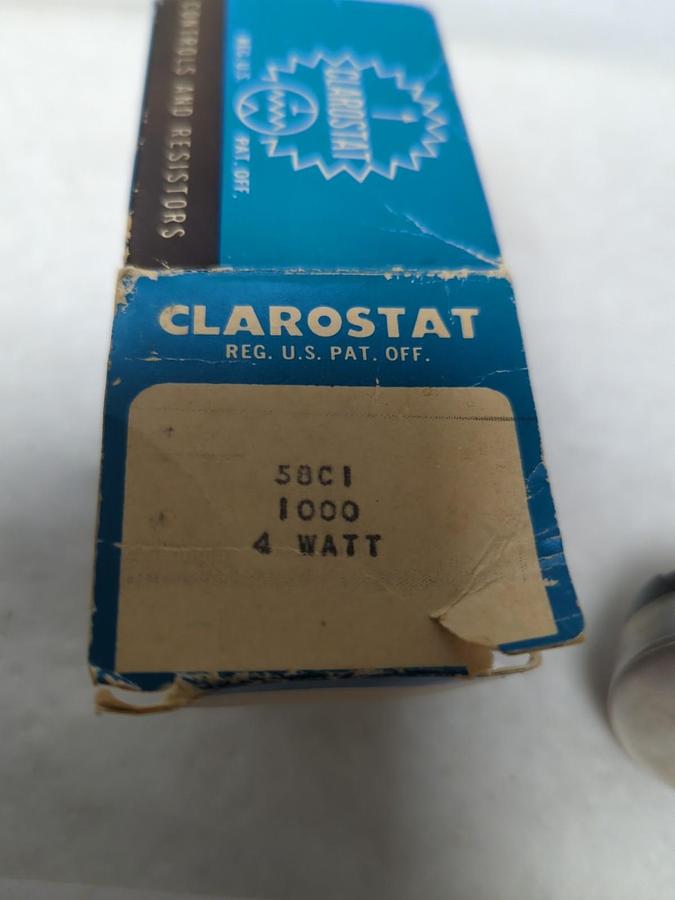 CONTROLS AND RESISTORS
REG. U.S. PAT. OFF.
CLAROSTAT
CLAROSTAT
REG. U.S. PAT. OFF.
58C1
1000
4 WATT